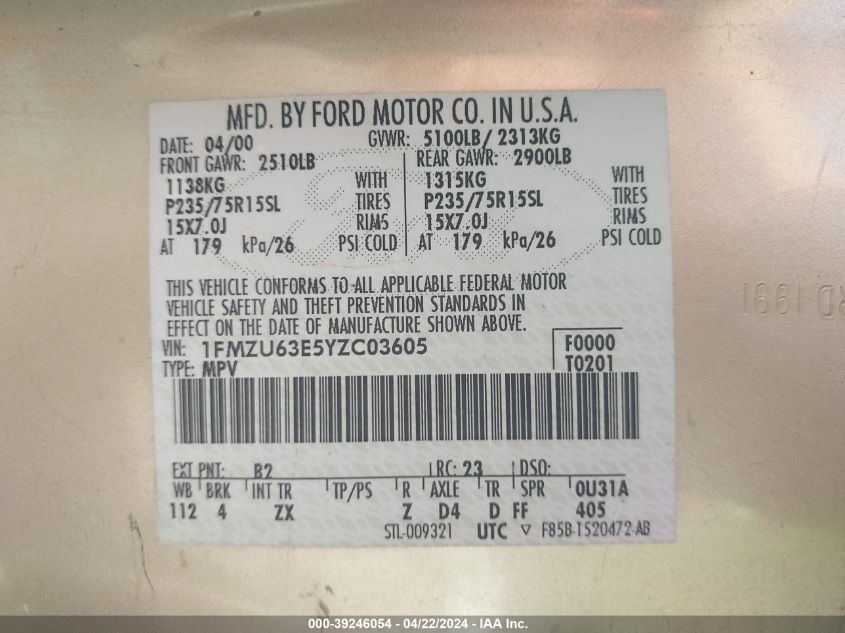 MFD. BY FORD MOTOR CO. IN U.S.A.
DATE: 04/00 GVWR: 5100LB/ 2313KG
FRONT GAWR: 2510LB REAR GAWR: 2900LB
1138KG WITH 1315KG WITH
P235/75R15SL TIRES P235/75R15SL TIRES
15X7.0J RIMS 15X7.0J RIMS
AT 179 kPa/26 PSI COLD AT 179 kPa/26 PSI COLD
THIS VEHICLE CONFORMS TO ALL APPLICABLE FEDERAL MOTOR
VEHICLE SAFETY AND THEFT PREVENTION STANDARDS IN
EFFECT ON THE DATE OF MANUFACTURE SHOWN ABOVE.
VIN: 1FMZU63E5YZC03605 F0000
TYPE: MPV T0201
EXT PNT: B2 RC: 23 DSO:
WB BRK INT TR TP/PS R AXLE TR SPR 0U31A
112 4 ZX Z D4 D FF 405
STL-009321 UTC F85B-1520472-AB
RD 1991
000-39246054 - 04/22/2024 - IAA Inc.